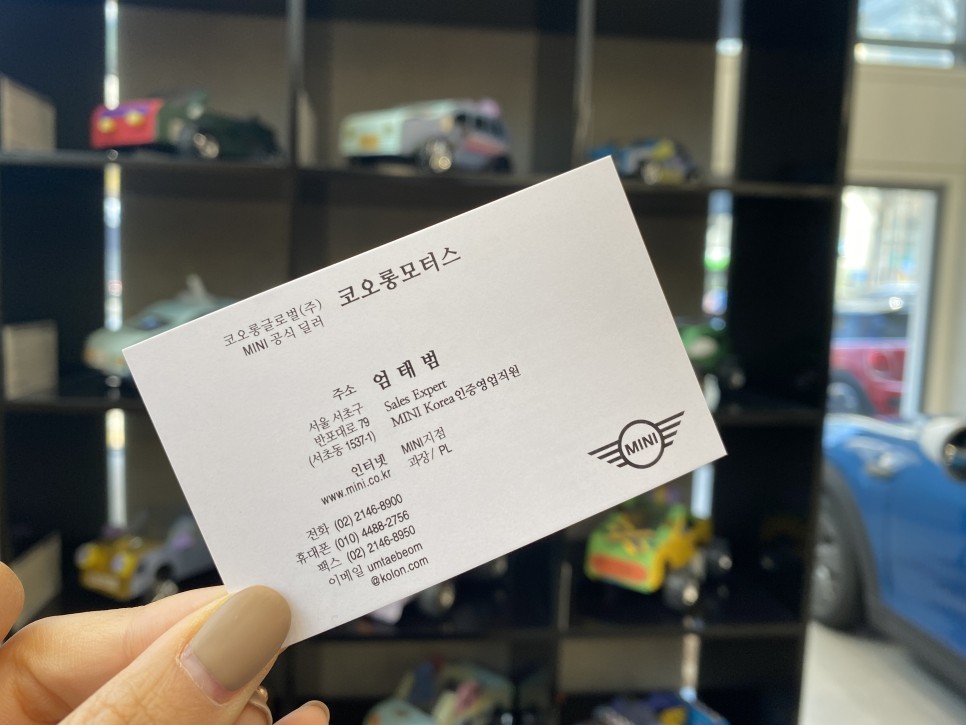 코오롱글로벌(주)
MINI 공식 딜러
코오롱모터스
주소
서울 서초구
반포대로 79
(서초동 1537-1)
인터넷
www.mini.co.kr
전화 (02) 2146-8900
휴대폰 (010) 4488-2756
팩스 (02) 2146-8950
이메일 umtaebeom
@kolon.com
엄태범
Sales Expert
MINI Korea 인증영업직원
MINI지점
과장/ PL
MINI